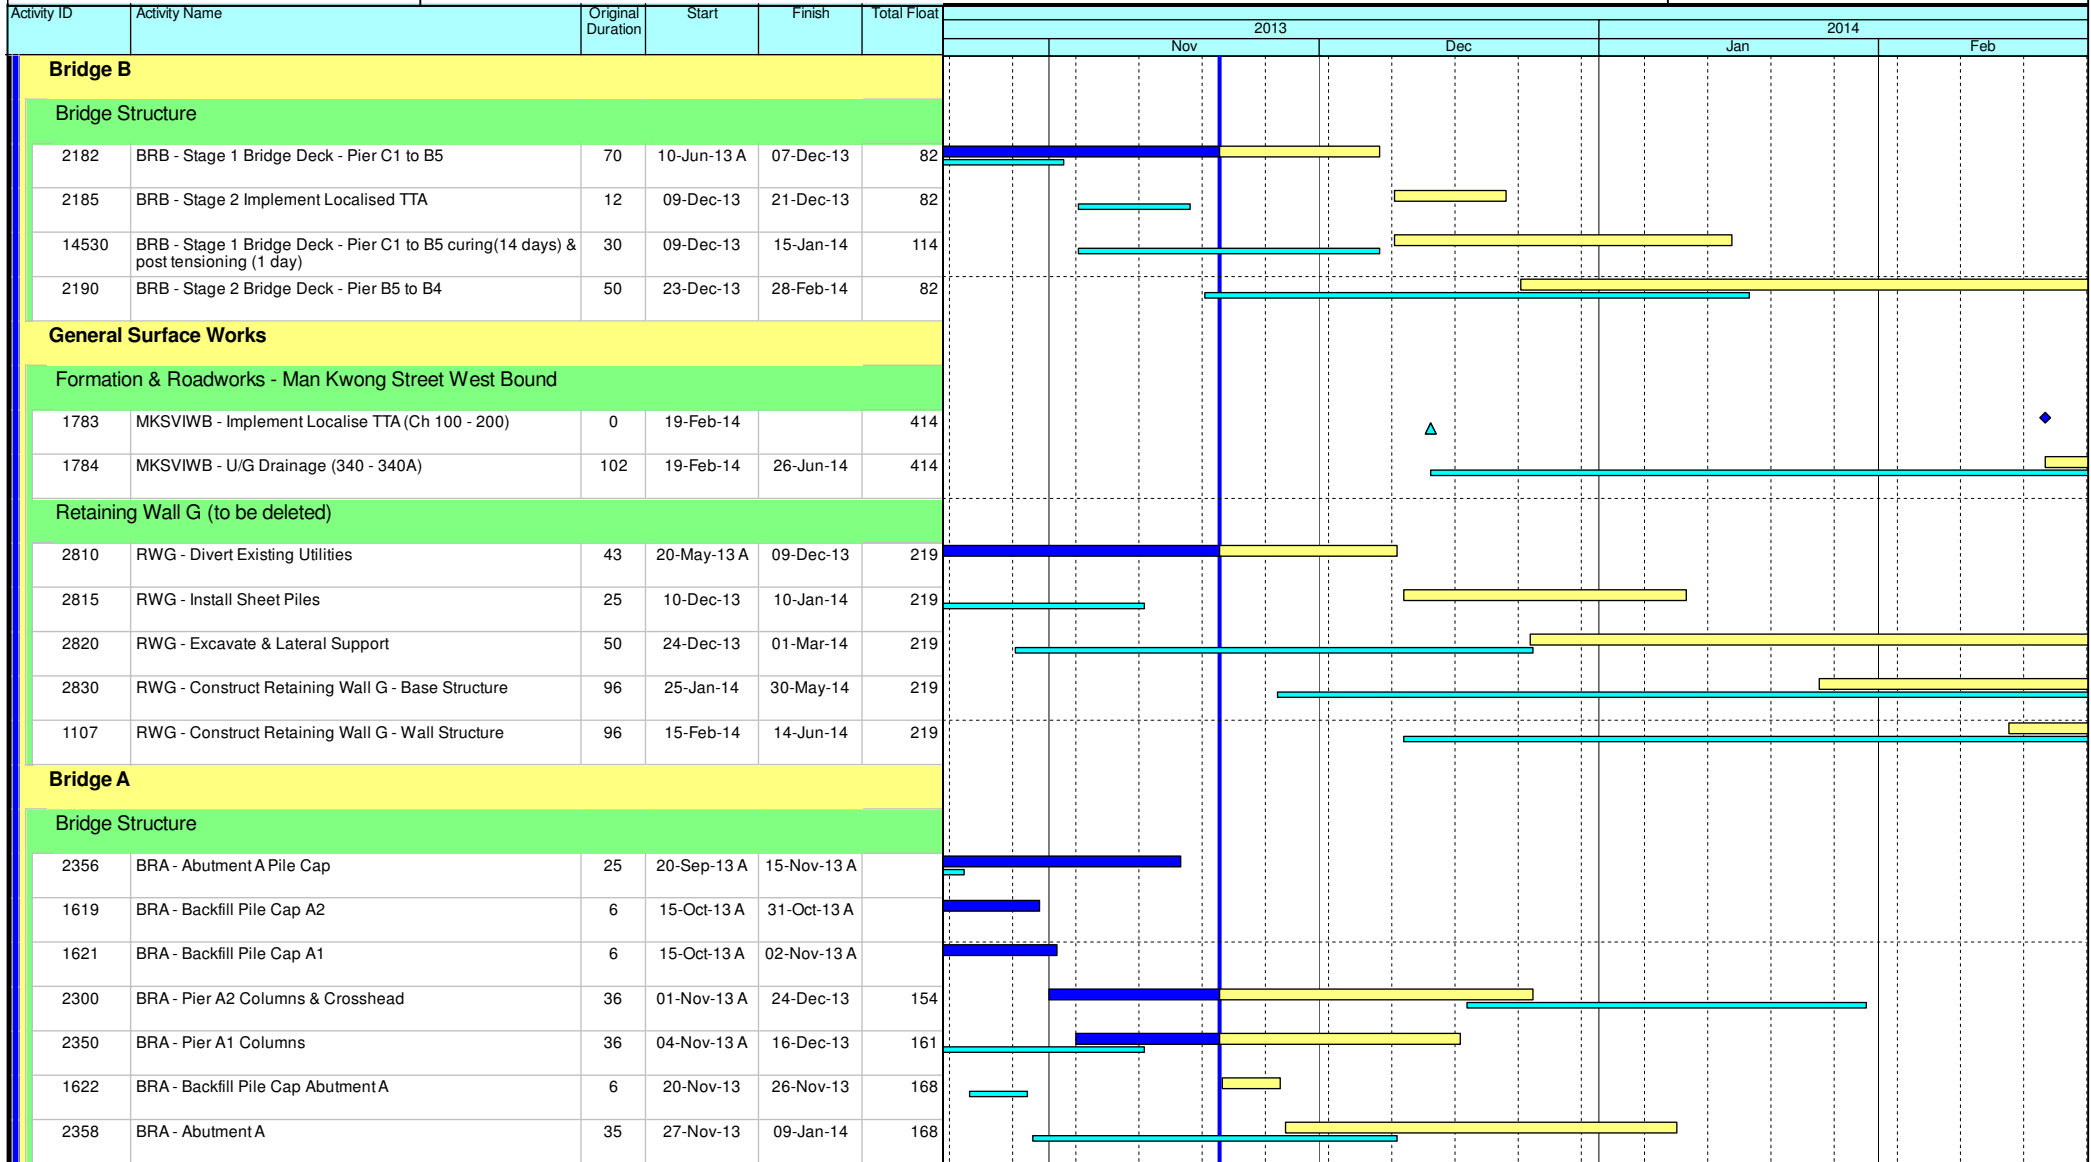 Activity ID Activity Name Original Duration Start Finish Total Float
2013 2014
Nov Dec Jan Feb
Bridge B
Bridge Structure
2182 BRB - Stage 1 Bridge Deck - Pier C1 to B5 70 10-Jun-13 A 07-Dec-13 82
2185 BRB - Stage 2 Implement Localised TTA 12 09-Dec-13 21-Dec-13 82
14530 BRB - Stage 1 Bridge Deck - Pier C1 to B5 curing(14 days) & 30 09-Dec-13 15-Jan-14 114
post tensioning (1 day)
2190 BRB - Stage 2 Bridge Deck - Pier B5 to B4 50 23-Dec-13 28-Feb-14 82
General Surface Works
Formation & Roadworks - Man Kwong Street West Bound
1783 MKSVIWB - Implement Localise TTA (Ch 100 - 200) 0 19-Feb-14 414
1784 MKSVIWB - U/G Drainage (340 - 340A) 102 19-Feb-14 26-Jun-14 414
Retaining Wall G (to be deleted)
2810 RWG - Divert Existing Utilities 43 20-May-13 A 09-Dec-13 219
2815 RWG - Install Sheet Piles 25 10-Dec-13 10-Jan-14 219
2820 RWG - Excavate & Lateral Support 50 24-Dec-13 01-Mar-14 219
2830 RWG - Construct Retaining Wall G - Base Structure 96 25-Jan-14 30-May-14 219
1107 RWG - Construct Retaining Wall G - Wall Structure 96 15-Feb-14 14-Jun-14 219
Bridge A
Bridge Structure
2356 BRA - Abutment A Pile Cap 25 20-Sep-13 A 15-Nov-13 A
1619 BRA - Backfill Pile Cap A2 6 15-Oct-13 A 31-Oct-13 A
1621 BRA - Backfill Pile Cap A1 6 15-Oct-13 A 02-Nov-13 A
2300 BRA - Pier A2 Columns & Crosshead 36 01-Nov-13 A 24-Dec-13 154
2350 BRA - Pier A1 Columns 36 04-Nov-13 A 16-Dec-13 161
1622 BRA - Backfill Pile Cap Abutment A 6 20-Nov-13 26-Nov-13 168
2358 BRA - Abutment A 35 27-Nov-13 09-Jan-14 168